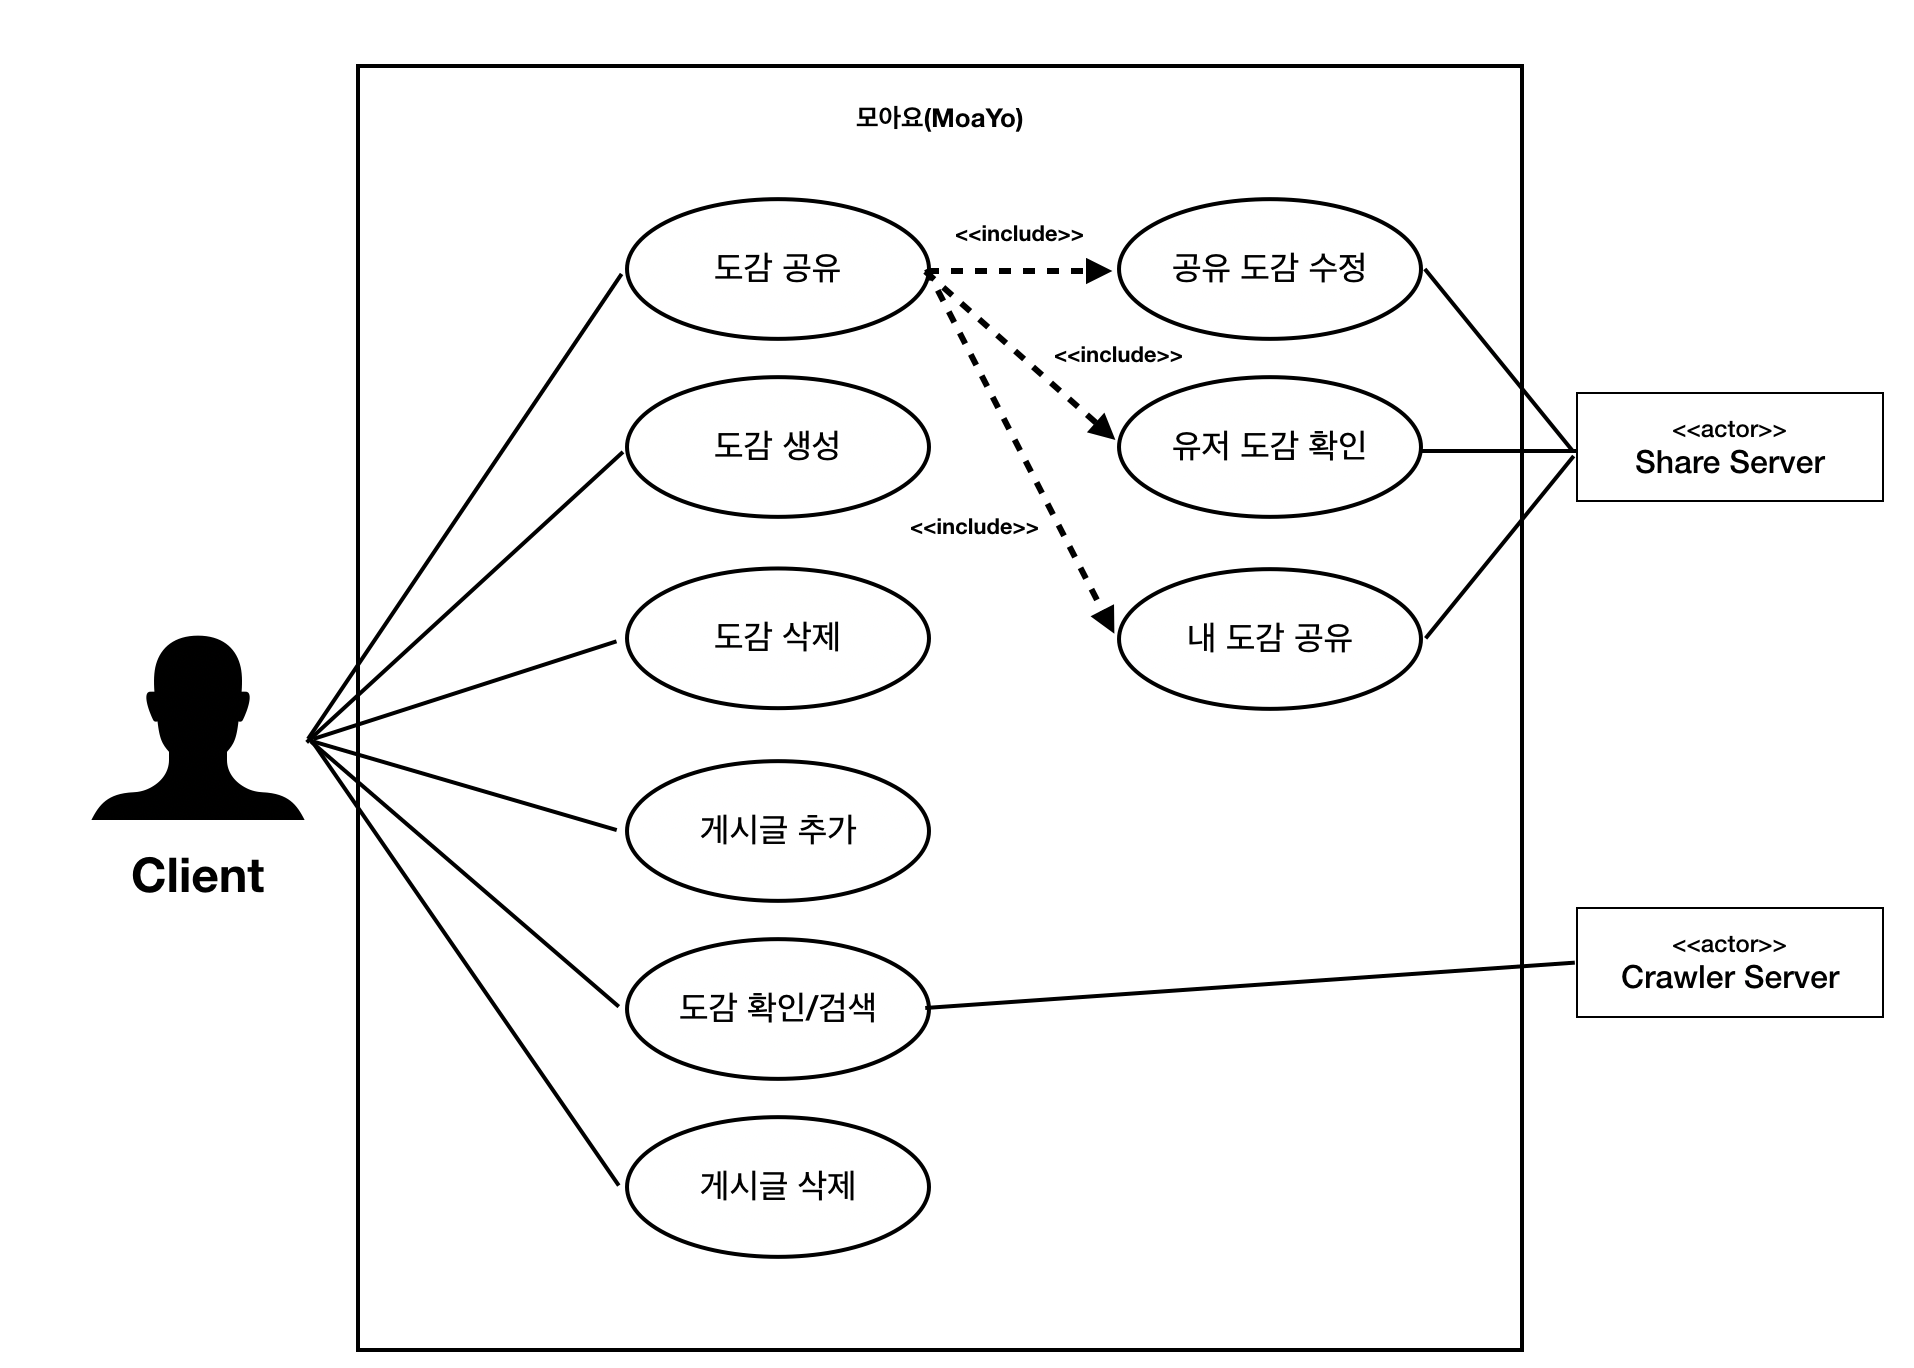 모아요(MoaYo)
도감 공유
<<include>>
공유 도감 수정
<<include>>
도감 생성
유저 도감 확인
<<include>>
도감 삭제
내 도감 공유
게시글 추가
도감 확인/검색
게시글 삭제
Client
<<actor>>
Share Server
<<actor>>
Crawler Server